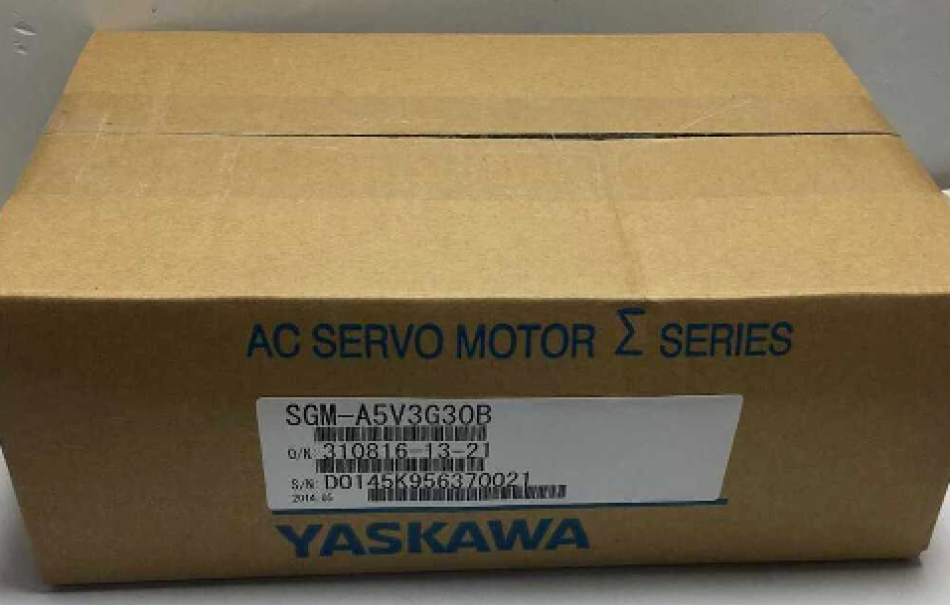 AC SERVO MOTOR Σ SERIES
SGM-A5V3G30B
O/N: 310816-13-21
S/N: D0145K956370021
2014.05
YASKAWA